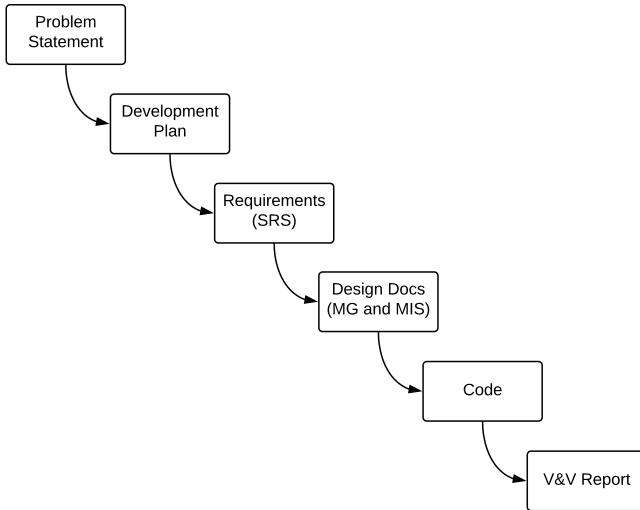 Problem
Statement
Development
Plan
Requirements
(SRS)
Design Docs
(MG and MIS)
Code
V&V Report